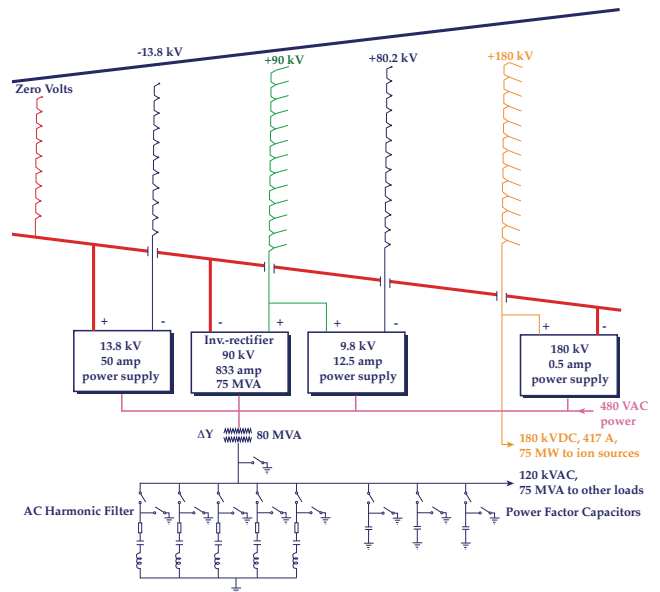 -13.8 kV
+90 kV
+80.2 kV
+180 kV
Zero Volts
+
-
-
+
+
-
+
-
13.8 kV
50 amp
power supply
Inv.-rectifier
90 kV
833 amp
75 MVA
9.8 kV
12.5 amp
power supply
180 kV
0.5 amp
power supply
480 VAC
power
ΔY
80 MVA
180 kVDC, 417 A,
75 MW to ion sources
120 kVAC,
75 MVA to other loads
AC Harmonic Filter
Power Factor Capacitors